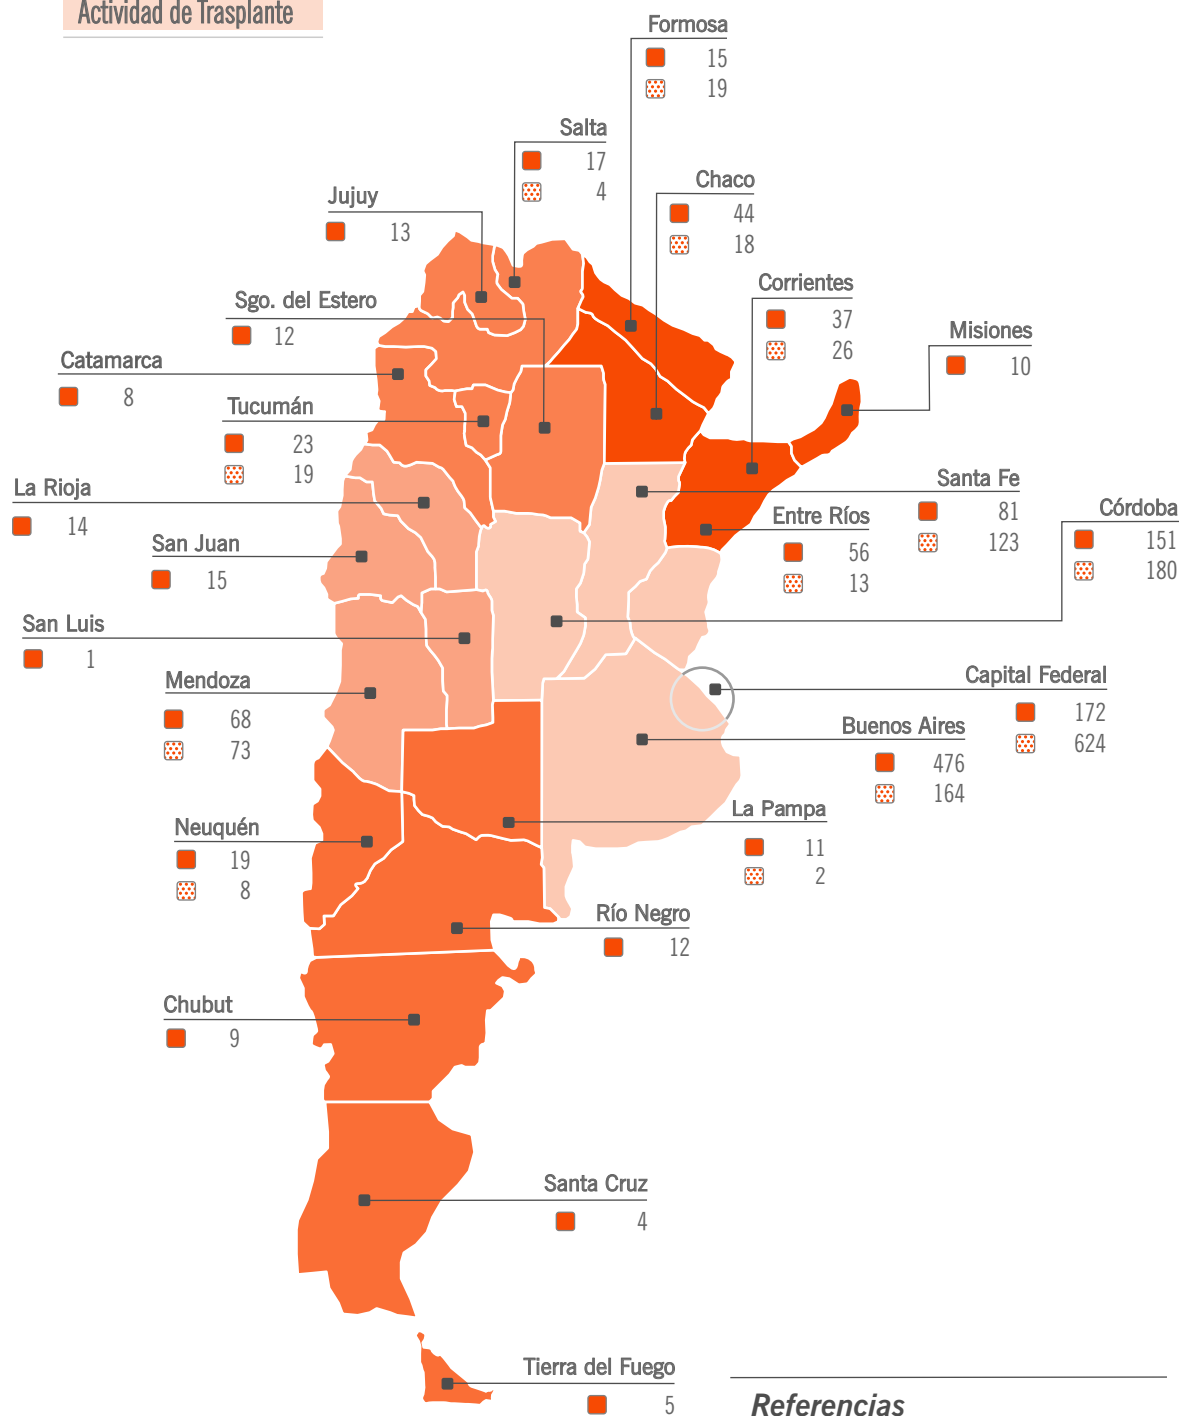 Actividad de Trasplante
Formosa
15
19
Salta
17
4
Chaco
44
18
Jujuy
13
Corrientes
37
26
Sgo. del Estero
12
Misiones
10
Catamarca
8
Tucumán
23
19
La Rioja
14
Santa Fe
81
123
Córdoba
151
180
Entre Ríos
56
13
San Juan
15
San Luis
1
Mendoza
68
73
Capital Federal
172
624
Buenos Aires
476
164
La Pampa
11
2
Neuquén
19
8
Río Negro
12
Chubut
9
Santa Cruz
4
Tierra del Fuego
5
Referencias